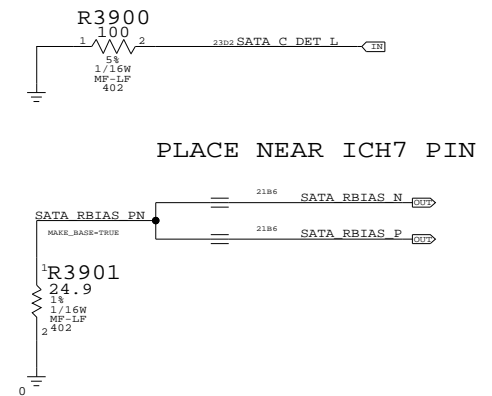 R3900
100
1 2
5%
1/16W
MF-LF
402
23D2 SATA_C_DET_L
IN
PLACE NEAR ICH7 PIN
21B6 SATA_RBIAS_N
OUT
SATA_RBIAS_PN
MAKE_BASE=TRUE
21B6 SATA_RBIAS_P
OUT
1
R3901
24.9
1%
1/16W
MF-LF
402
2
0